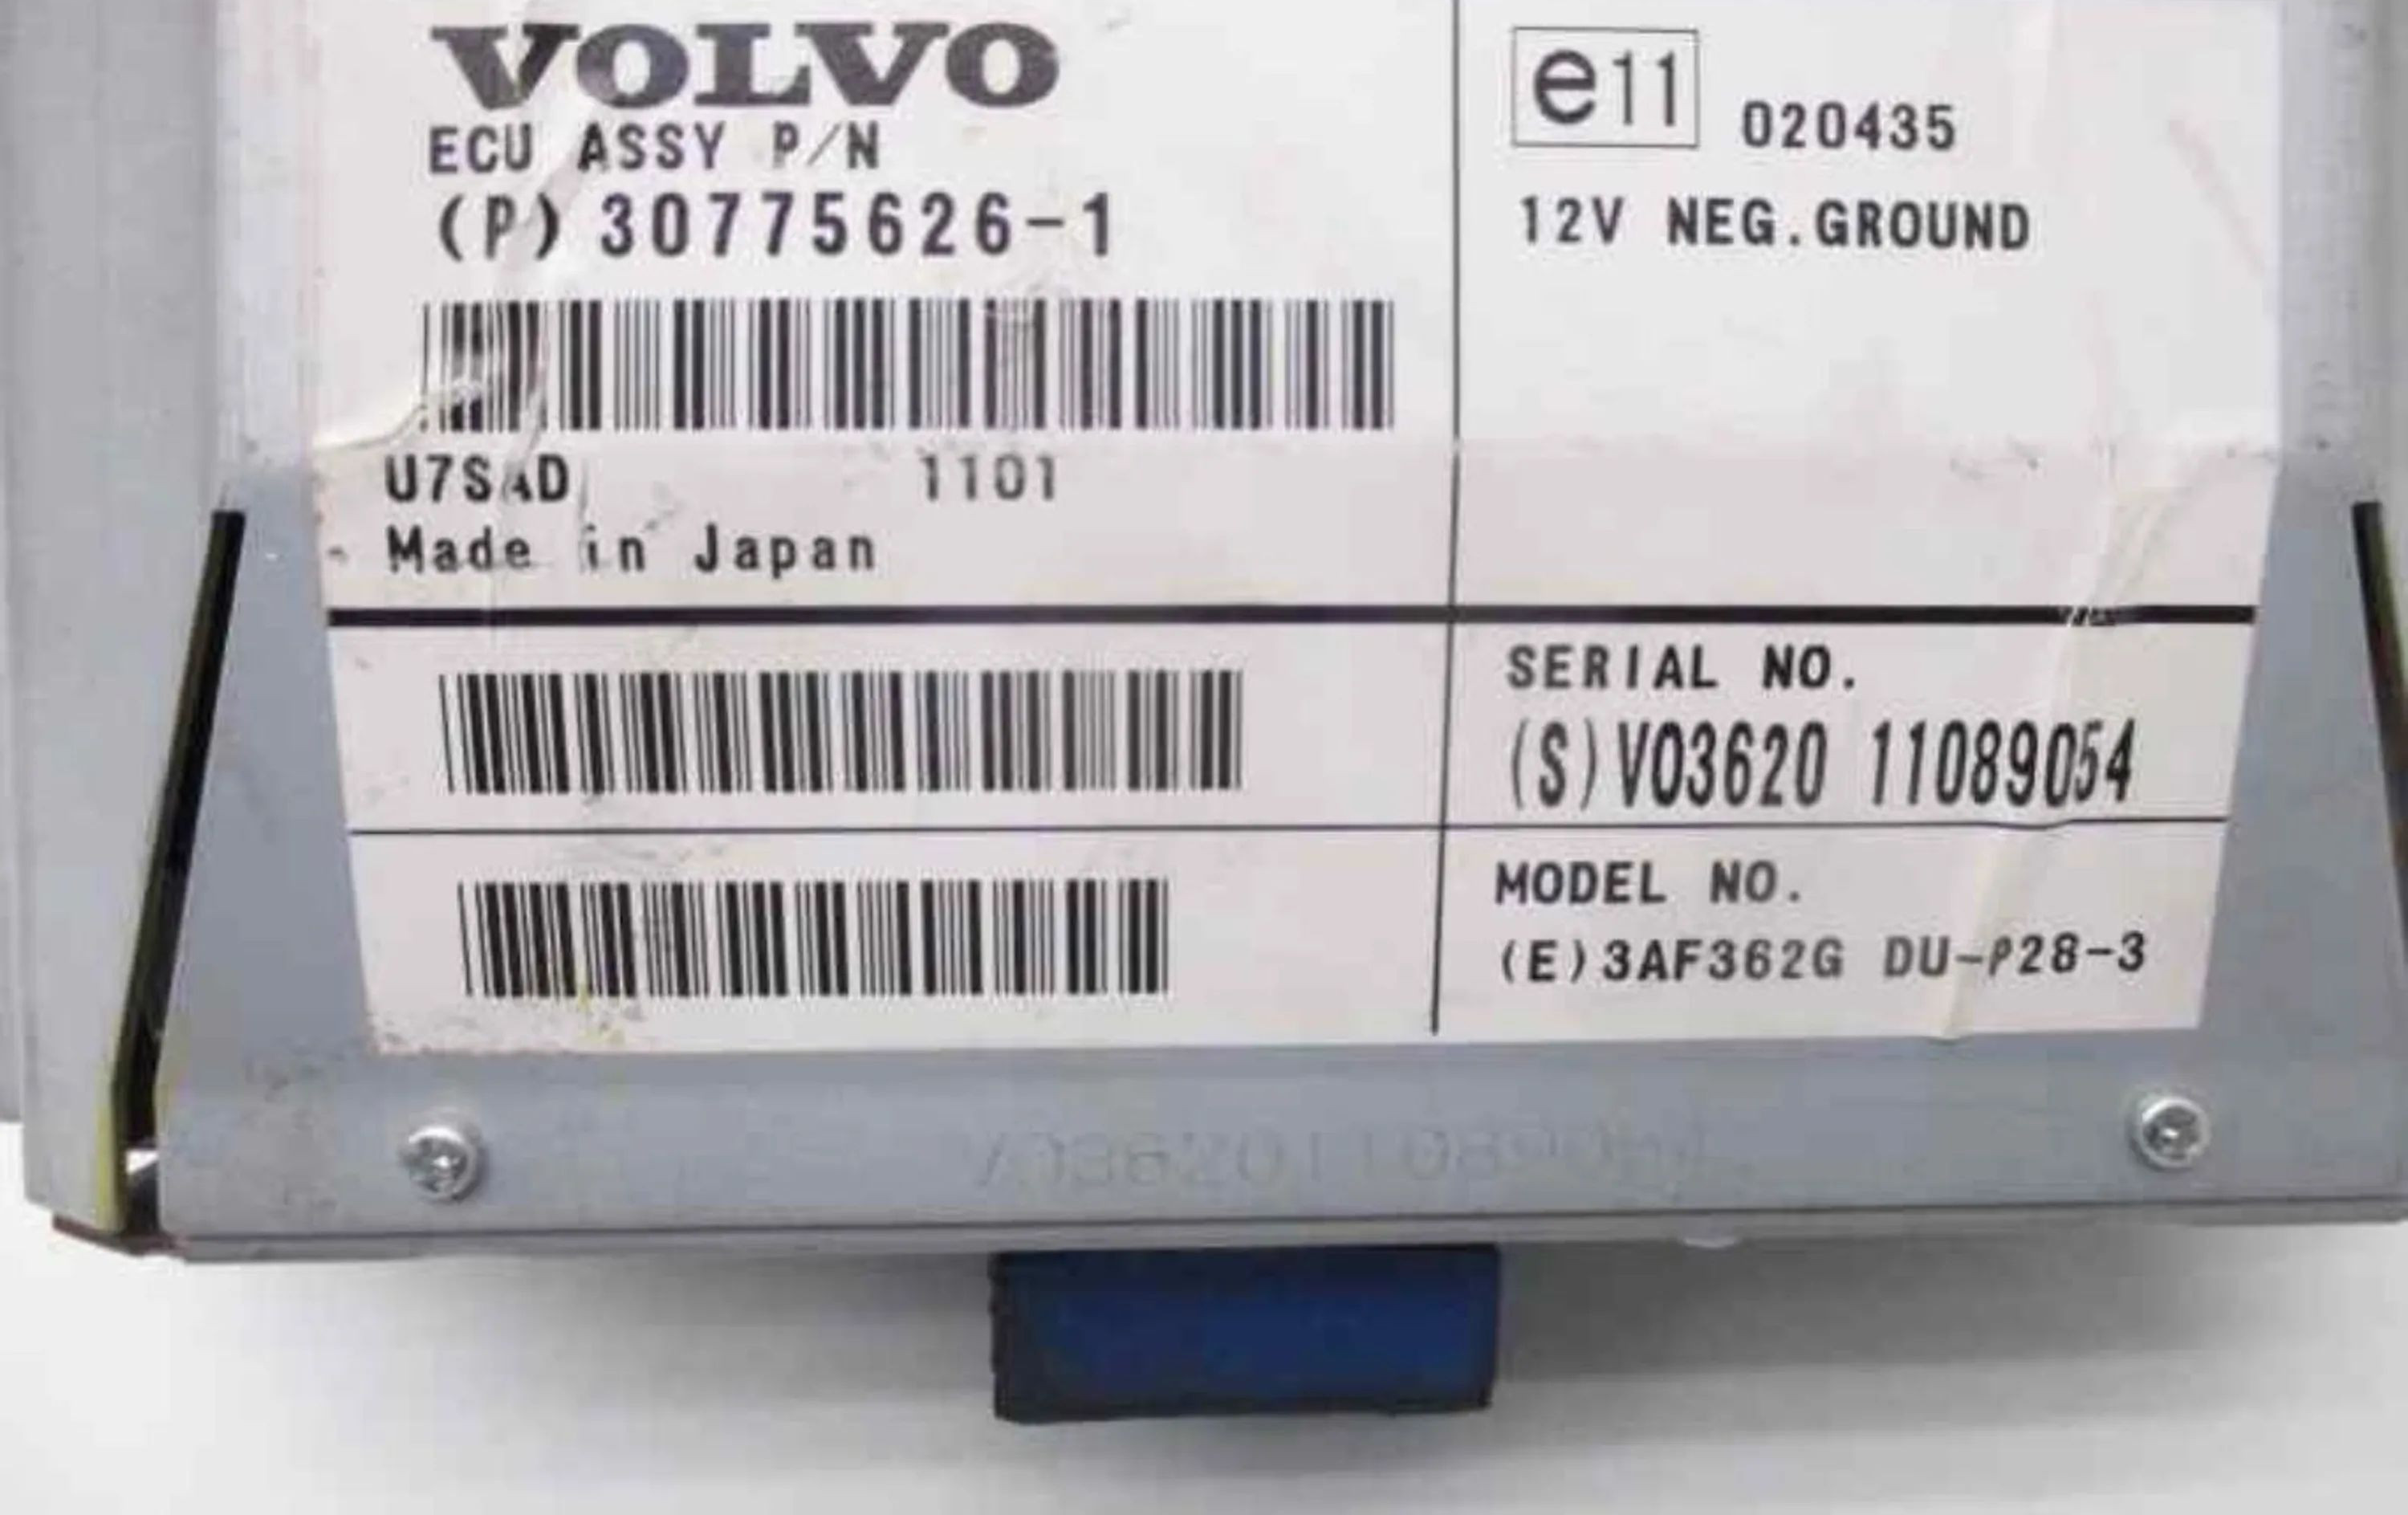 VOLVO
ECU ASSY P/N
(P) 30775626-1
U7SAD 1101
Made in Japan
e11 020435
12V NEG.GROUND
SERIAL NO.
(S) VO3620 11089054
MODEL NO.
(E) 3AF362G DU-P28-3